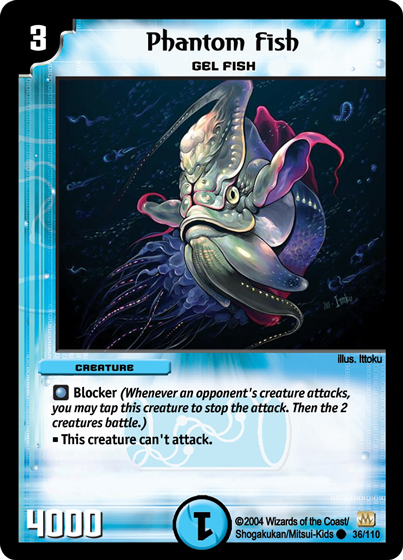 3
Phantom Fish
GEL FISH
illus. Ittoku
CREATURE
Blocker (Whenever an opponent's creature attacks,
you may tap this creature to stop the attack. Then the 2
creatures battle.)
▪ This creature can't attack.
4000
1
©2004 Wizards of the Coast/
Shogakukan/Mitsui-Kids ● 36/110